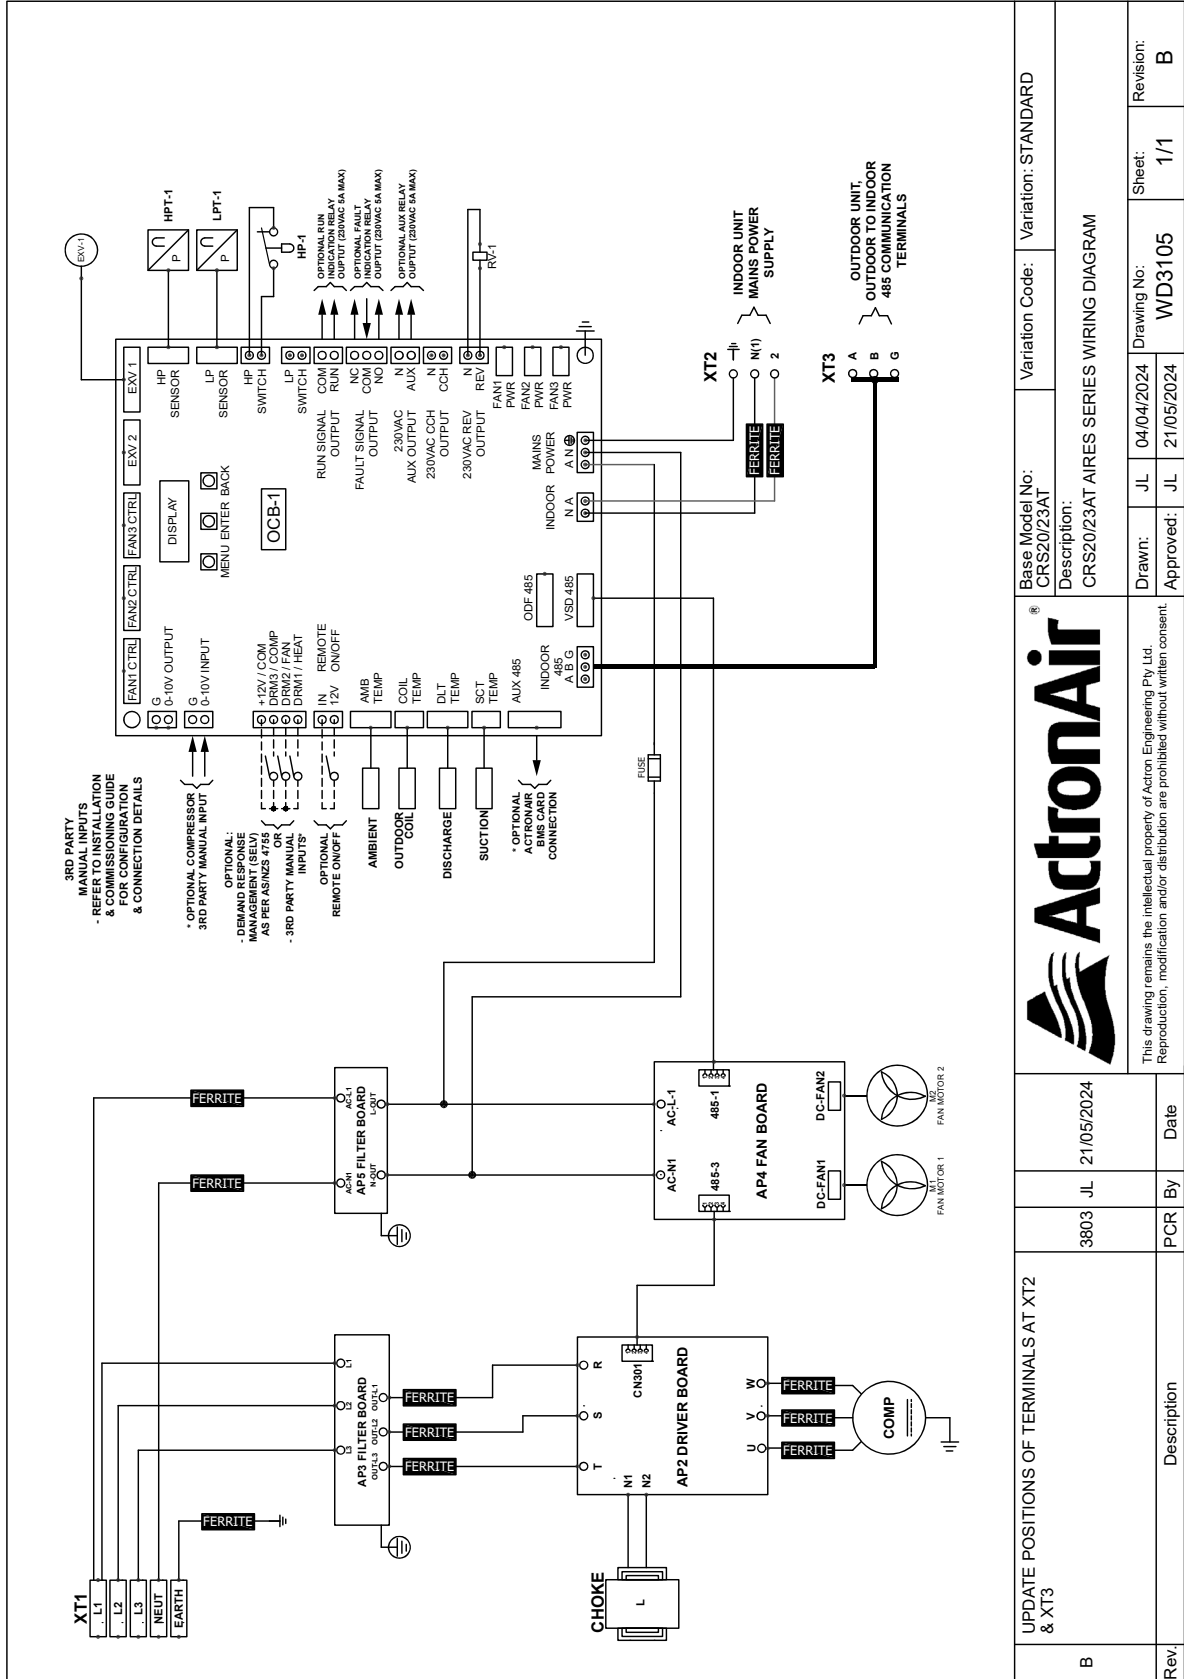 XT1
L1
L2
L3
NEUT
EARTH
FERRITE
FERRITE
FERRITE
L1
L2
L3
AP3 FILTER BOARD
OUT-L1
OUT-L2
OUT-L3
FERRITE
FERRITE
FERRITE
R
S
T
CN301
AP2 DRIVER BOARD
N1
N2
CHOKE
L
U
V
W
FERRITE
FERRITE
FERRITE
COMP
AC-N1
AC-L1
AP5 FILTER BOARD
N-OUT
L-OUT
AC-N1
AC-L-1
485-3
485-1
AP4 FAN BOARD
DC-FAN1
DC-FAN2
M1
FAN MOTOR 1
M2
FAN MOTOR 2
FUSE
3RD PARTY
MANUAL INPUTS
- REFER TO INSTALLATION
& COMMISSIONING GUIDE
FOR CONFIGURATION
& CONNECTION DETAILS
* OPTIONAL COMPRESSOR
3RD PARTY MANUAL INPUT
OPTIONAL:
- DEMAND RESPONSE
MANAGEMENT (SELV)
AS PER AS/NZS 4755
OR
- 3RD PARTY MANUAL
INPUTS*
OPTIONAL
REMOTE ON/OFF
AMBIENT
OUTDOOR
COIL
DISCHARGE
SUCTION
* OPTIONAL
ACTRONAIR
BMS CARD
CONNECTION
FAN1 CTRL
FAN2 CTRL
FAN3 CTRL
EXV 2
EXV 1
G
0-10V OUTPUT
G
0-10V INPUT
+12V / COM
DRM3 / COMP
DRM2 / FAN
DRM1 / HEAT
IN REMOTE
12V ON/OFF
AMB
TEMP
COIL
TEMP
DLT
TEMP
SCT
TEMP
AUX 485
INDOOR
485
A B G
ODF 485
VSD 485
DISPLAY
MENU ENTER BACK
OCB-1
INDOOR
N A
MAINS
POWER
A N
HP
SENSOR
LP
SENSOR
HP
SWITCH
LP
SWITCH
RUN SIGNAL
OUTPUT
COM
RUN
FAULT SIGNAL
OUTPUT
NC
COM
NO
230VAC
AUX OUTPUT
N
AUX
230VAC CCH
OUTPUT
N
CCH
230VAC REV
OUTPUT
N
REV
FAN1
PWR
FAN2
PWR
FAN3
PWR
EXV-1
HPT-1
P
LPT-1
P
HP-1
OPTIONAL RUN
INDICATION RELAY
OUPTUT (230VAC 5A MAX)
OPTIONAL FAULT
INDICATION RELAY
OUPTUT (230VAC 5A MAX)
OPTIONAL AUX RELAY
OUPTUT (230VAC 5A MAX)
RV-1
FERRITE
FERRITE
XT2
N(1)
2
INDOOR UNIT
MAINS POWER
SUPPLY
XT3
A
B
G
OUTDOOR UNIT,
OUTDOOR TO INDOOR
485 COMMUNICATION
TERMINALS
B
UPDATE POSITIONS OF TERMINALS AT XT2
& XT3
3803
JL
21/05/2024
Rev.
Description
PCR
By
Date
ActronAir ®
This drawing remains the intellectual property of Actron Engineering Pty Ltd.
Reproduction, modification and/or distribution are prohibited without written consent.
Base Model No:
CRS20/23AT
Variation Code:
Variation: STANDARD
Description:
CRS20/23AT AIRES SERIES WIRING DIAGRAM
Drawn:
JL
04/04/2024
Approved:
JL
21/05/2024
Drawing No:
WD3105
Sheet:
1/1
Revision:
B